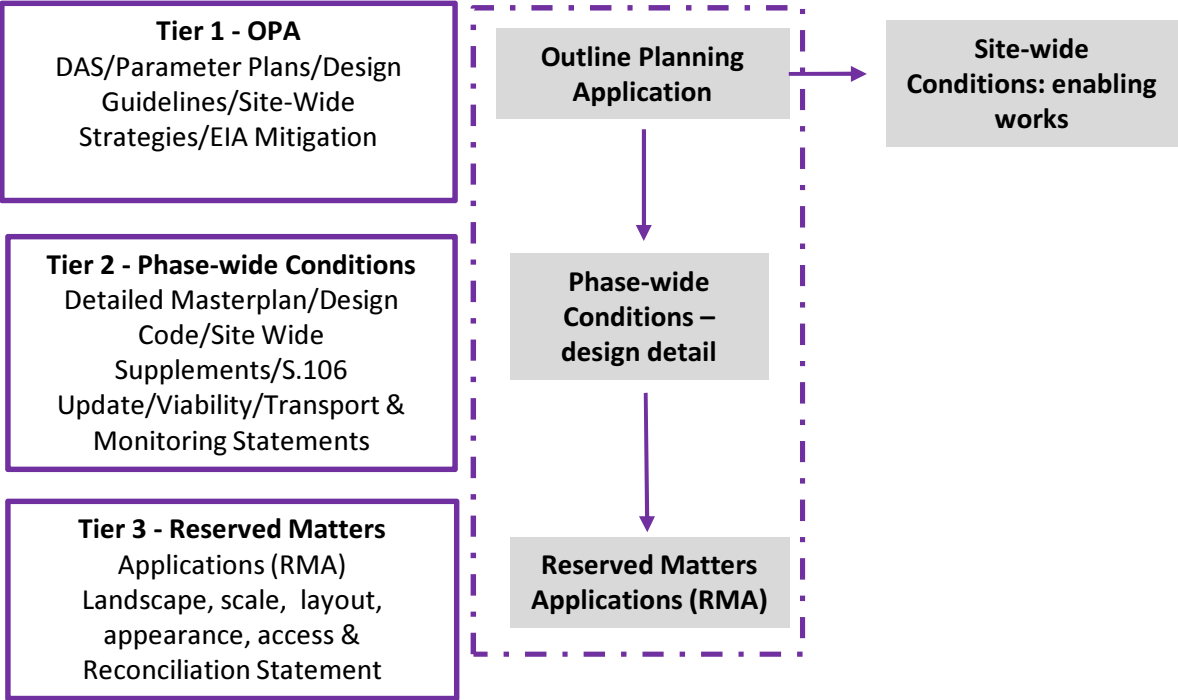 Tier 1 - OPA
DAS/Parameter Plans/Design
Guidelines/Site-Wide
Strategies/EIA Mitigation
Outline Planning
Application
Site-wide
Conditions: enabling
works
Tier 2 - Phase-wide Conditions
Detailed Masterplan/Design
Code/Site Wide
Supplements/S.106
Update/Viability/Transport &
Monitoring Statements
Phase-wide
Conditions –
design detail
Tier 3 - Reserved Matters
Applications (RMA)
Landscape, scale, layout,
appearance, access &
Reconciliation Statement
Reserved Matters
Applications (RMA)